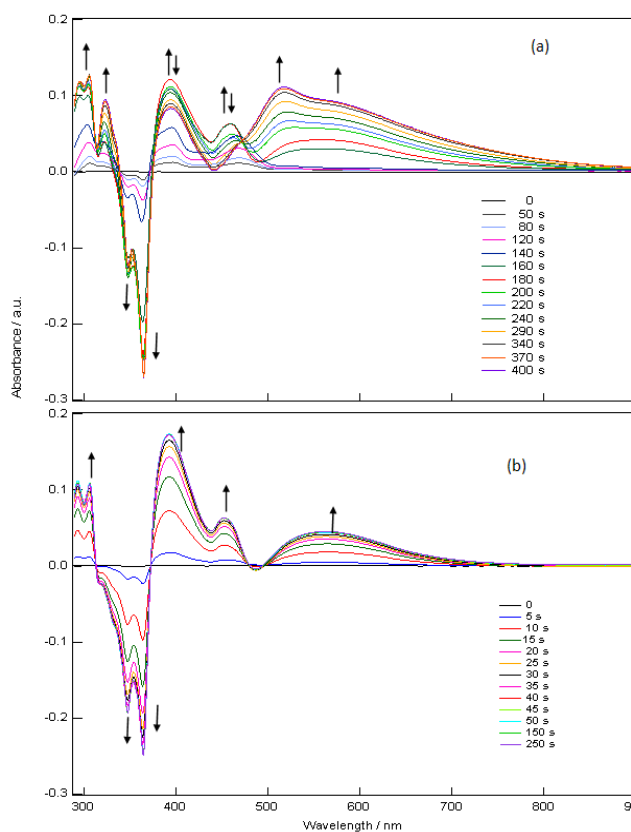 0.2
(a)
0.1
0.0
-0.1
-0.2
-0.3
0
50 s
80 s
120 s
140 s
160 s
180 s
200 s
220 s
240 s
290 s
340 s
370 s
400 s
Absorbance / a.u.
0.2
(b)
0.1
0.0
-0.1
-0.2
-0.3
0
5 s
10 s
15 s
20 s
25 s
30 s
35 s
40 s
45 s
50 s
150 s
250 s
300 400 500 600 700 800
Wavelength / nm